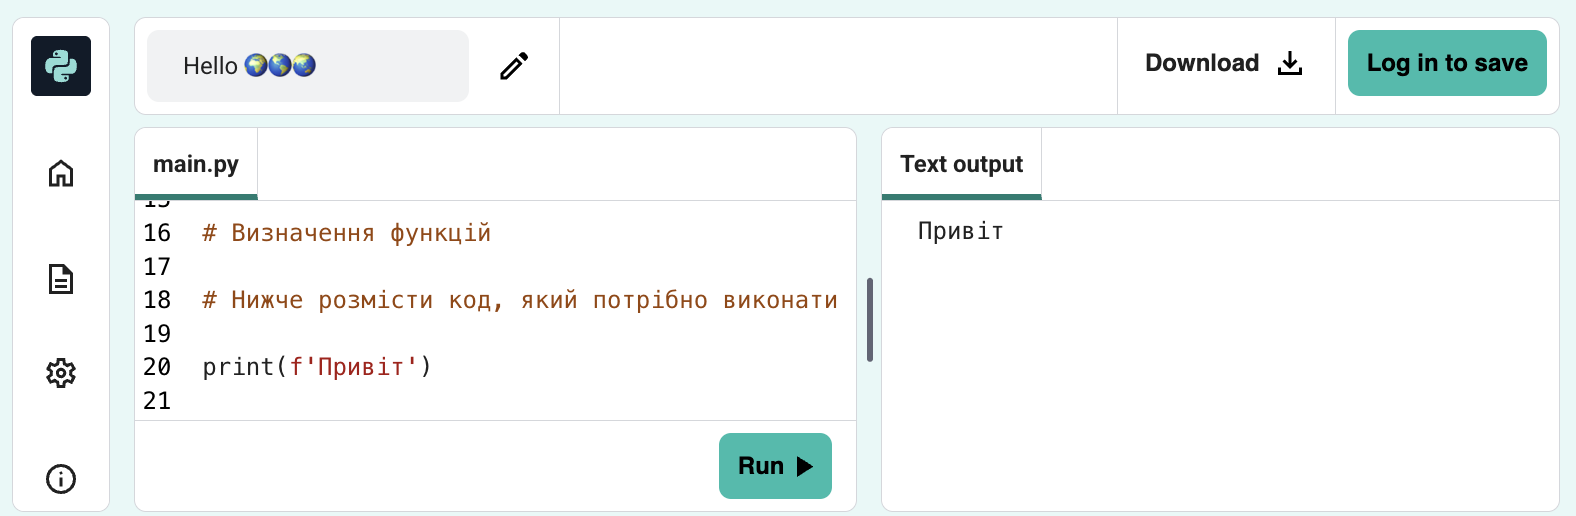 Hello 🌍🌎🌏
Download
Log in to save
main.py
Text output
15
16 # Визначення функцій
17
18 # Нижче розмісти код, який потрібно виконати
19
20 print(f'Привіт')
21
Run
Привіт